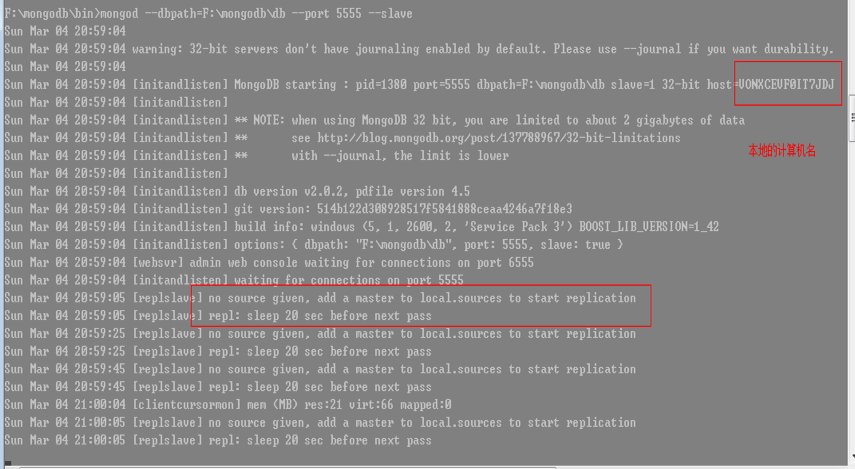 F:\mongodb\bin>mongod --dbpath=F:\mongodb\db --port 5555 --slave
Sun Mar 04 20:59:04
Sun Mar 04 20:59:04 warning: 32-bit servers don't have journaling enabled by default. Please use --journal if you want durability.
Sun Mar 04 20:59:04
Sun Mar 04 20:59:04 [initandlisten] MongoDB starting : pid=1380 port=5555 dbpath=F:\mongodb\db slave=1 32-bit host=VONXCEVF0IT7JDJ
Sun Mar 04 20:59:04 [initandlisten]
Sun Mar 04 20:59:04 [initandlisten] ** NOTE: when using MongoDB 32 bit, you are limited to about 2 gigabytes of data
Sun Mar 04 20:59:04 [initandlisten] **       see http://blog.mongodb.org/post/137788967/32-bit-limitations
Sun Mar 04 20:59:04 [initandlisten] **       with --journal, the limit is lower
本地的计算机名
Sun Mar 04 20:59:04 [initandlisten]
Sun Mar 04 20:59:04 [initandlisten] db version v2.0.2, pdfile version 4.5
Sun Mar 04 20:59:04 [initandlisten] git version: 514b122d308928517f5841888ceaa4246a7f18e3
Sun Mar 04 20:59:04 [initandlisten] build info: windows (5, 1, 2600, 2, 'Service Pack 3') BOOST_LIB_VERSION=1_42
Sun Mar 04 20:59:04 [initandlisten] options: { dbpath: "F:\mongodb\db", port: 5555, slave: true }
Sun Mar 04 20:59:04 [websvr] admin web console waiting for connections on port 6555
Sun Mar 04 20:59:04 [initandlisten] waiting for connections on port 5555
Sun Mar 04 20:59:05 [replslave] no source given, add a master to local.sources to start replication
Sun Mar 04 20:59:05 [replslave] repl: sleep 20 sec before next pass
Sun Mar 04 20:59:25 [replslave] no source given, add a master to local.sources to start replication
Sun Mar 04 20:59:25 [replslave] repl: sleep 20 sec before next pass
Sun Mar 04 20:59:45 [replslave] no source given, add a master to local.sources to start replication
Sun Mar 04 20:59:45 [replslave] repl: sleep 20 sec before next pass
Sun Mar 04 21:00:04 [clientcursormon] mem (MB) res:21 virt:66 mapped:0
Sun Mar 04 21:00:05 [replslave] no source given, add a master to local.sources to start replication
Sun Mar 04 21:00:05 [replslave] repl: sleep 20 sec before next pass